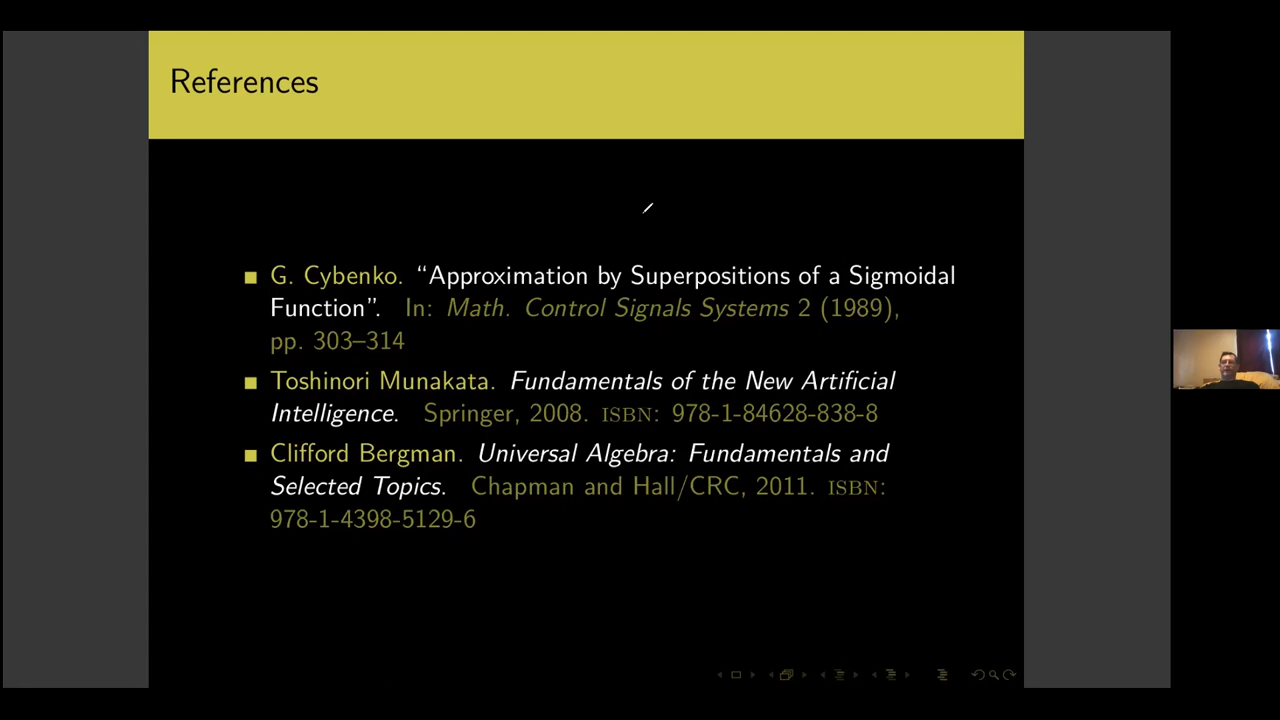 References
G. Cybenko. “Approximation by Superpositions of a Sigmoidal
Function”. In: Math. Control Signals Systems 2 (1989),
pp. 303–314
Toshinori Munakata. Fundamentals of the New Artificial
Intelligence. Springer, 2008. ISBN: 978-1-84628-838-8
Clifford Bergman. Universal Algebra: Fundamentals and
Selected Topics. Chapman and Hall/CRC, 2011. ISBN:
978-1-4398-5129-6